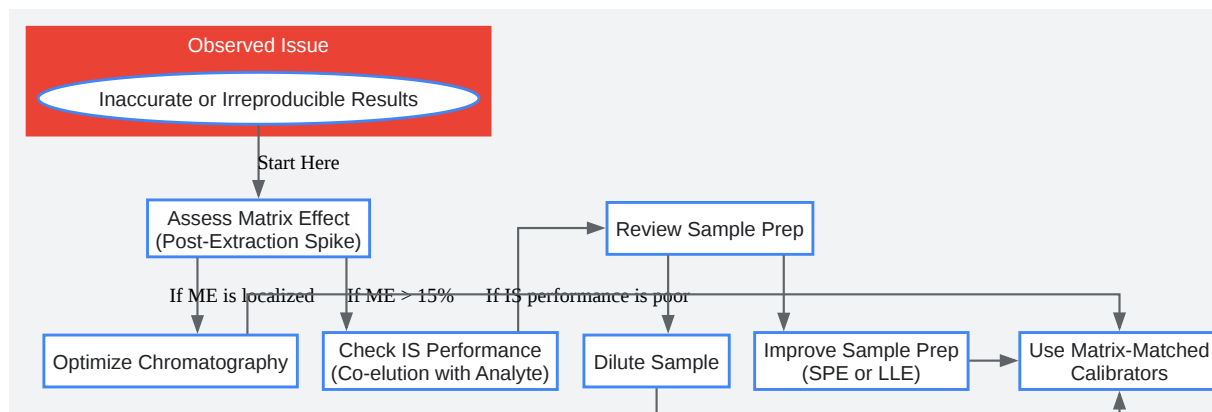 Observed Issue
Inaccurate or Irreproducible Results
Start Here
Assess Matrix Effect
(Post-Extraction Spike)
Review Sample Prep
If ME is localized
If ME > 15%
If IS performance is poor
Optimize Chromatography
Check IS Performance
(Co-elution with Analyte)
Dilute Sample
Improve Sample Prep
(SPE or LLE)
Use Matrix-Matched
Calibrators